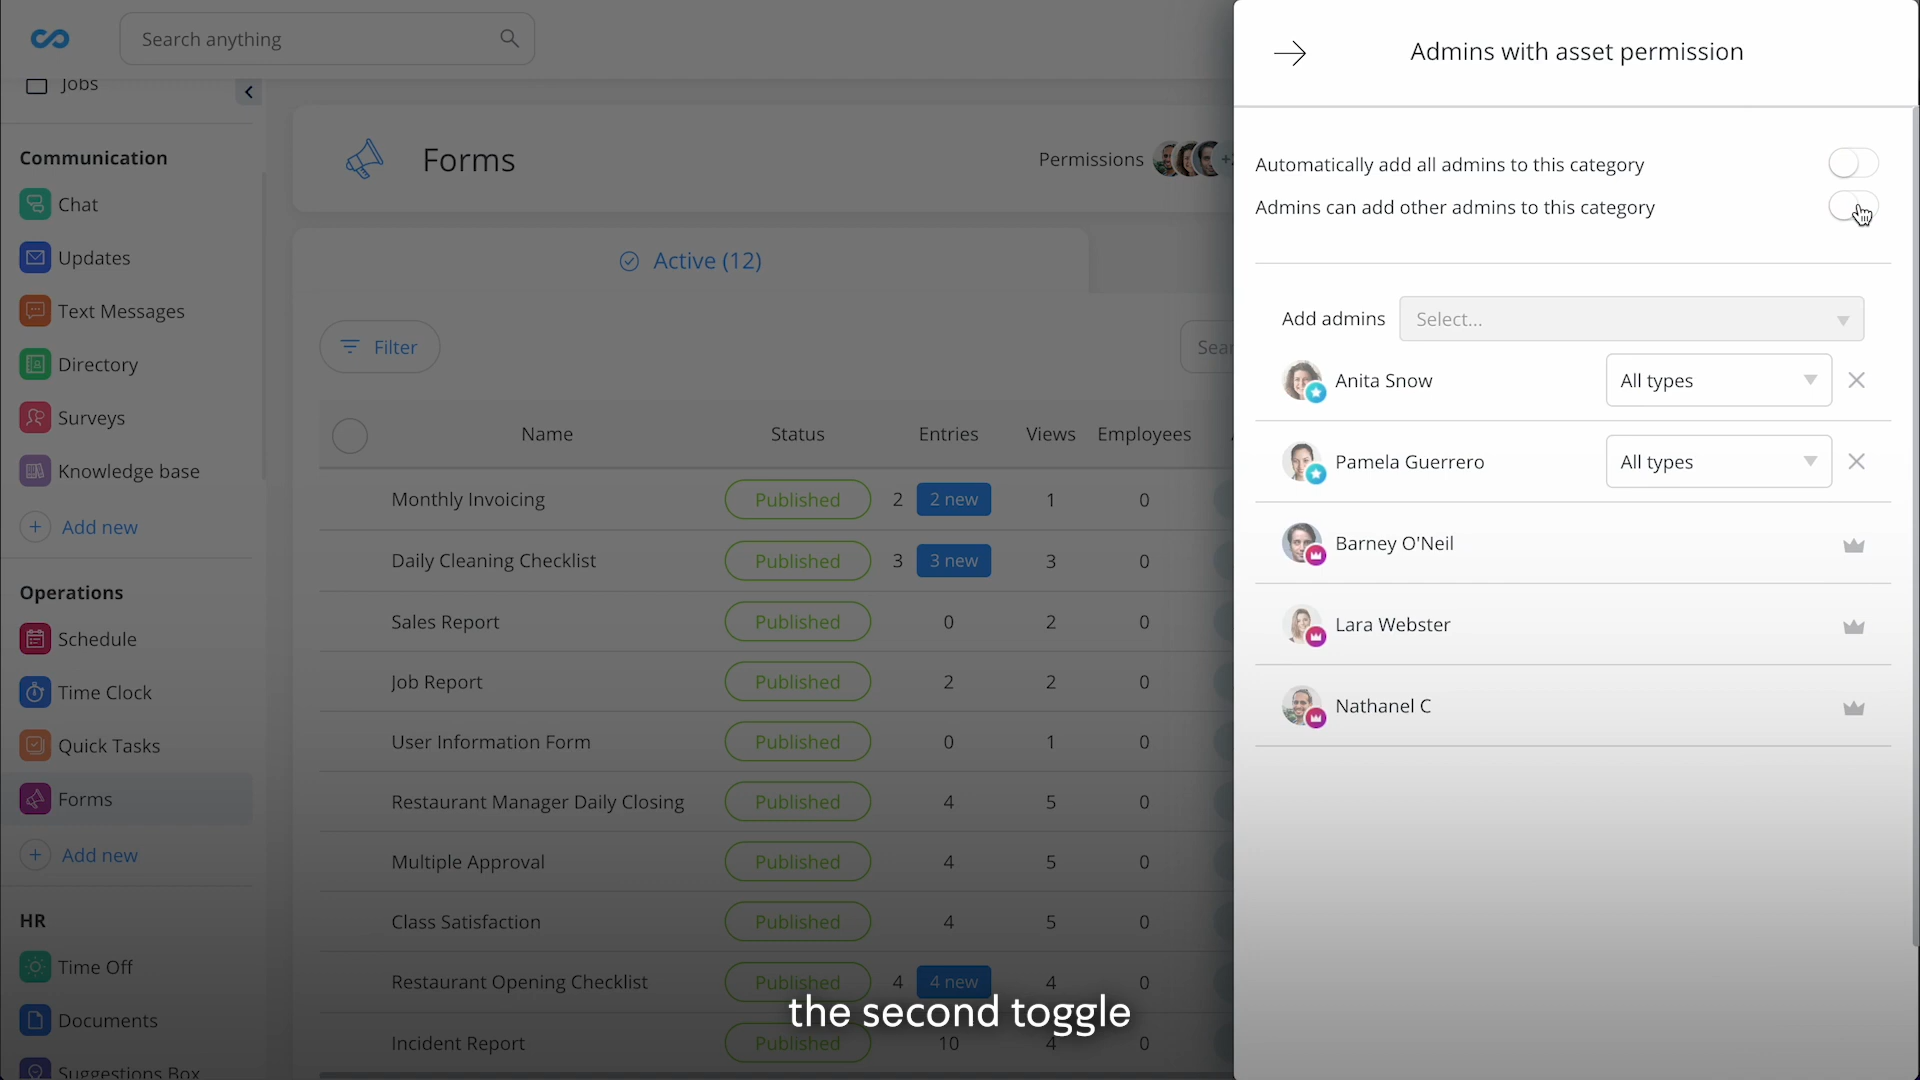 Search anything
Jobs
Communication
Chat
Updates
Text Messages
Directory
Surveys
Knowledge base
+ Add new
Operations
Schedule
Time Clock
Quick Tasks
Forms
+ Add new
HR
Time Off
Documents
Suggestions Box
Forms
Permissions
Active (12)
Filter
Name Status Entries Views Employees
Monthly Invoicing Published 2 2 new 1 0
Daily Cleaning Checklist Published 3 3 new 3 0
Sales Report Published 0 2 0
Job Report Published 2 2 0
User Information Form Published 0 1 0
Restaurant Manager Daily Closing Published 4 5 0
Multiple Approval Published 4 5 0
Class Satisfaction Published 4 5 0
Restaurant Opening Checklist Published 4 4 new 4 0
Incident Report Published 10 4 0
the second toggle
Admins with asset permission
Automatically add all admins to this category
Admins can add other admins to this category
Add admins Select...
Anita Snow All types
Pamela Guerrero All types
Barney O'Neil
Lara Webster
Nathanel C